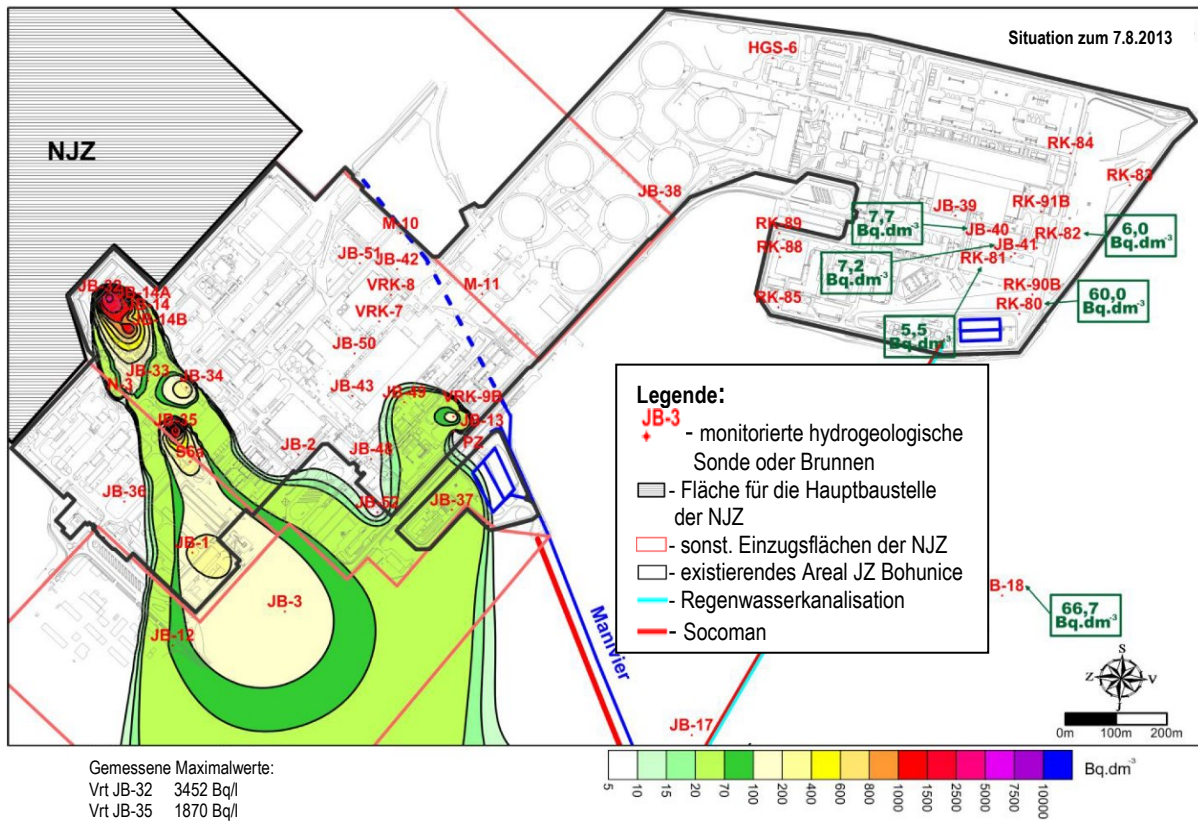 Situation zum 7.8.2013
HGS-6
NJZ
RK-84
RK-83
JB-38
RK-91B
JB-39
7,7
Bq.dm⁻³
RK-89
M-10
JB-40
RK-82
6,0
Bq.dm⁻³
RK-88
JB-41
JB-51
JB-42
RK-81
7,2
Bq.dm⁻³
VRK-8
M-11
RK-90B
JB-32
JB-14A
JB-14
JB-14B
RK-85
RK-80
60,0
Bq.dm⁻³
VRK-7
5,5
Bq.dm⁻³
JB-50
JB-33
N-3
JB-34
JB-43
JB-49
VRK-9B
JB-35
JB-13
PZ
JB-2
JB-48
S6a
JB-36
JB-52
JB-37
JB-1
JB-3
JB-12
Manivier
Legende:
JB-3
- monitorierte hydrogeologische
Sonde oder Brunnen
- Fläche für die Hauptbaustelle
der NJZ
- sonst. Einzugsflächen der NJZ
- existierendes Areal JZ Bohunice
- Regenwasserkanalisation
- Socoman
B-18
66,7
Bq.dm⁻³
S
Z V
J
JB-17
0m 100m 200m
Gemessene Maximalwerte:
Vrt JB-32 3452 Bq/l
Vrt JB-35 1870 Bq/l
5 10 15 20 70 100 200 400 600 800 1000 1500 2500 5000 7500 10000
Bq.dm⁻³